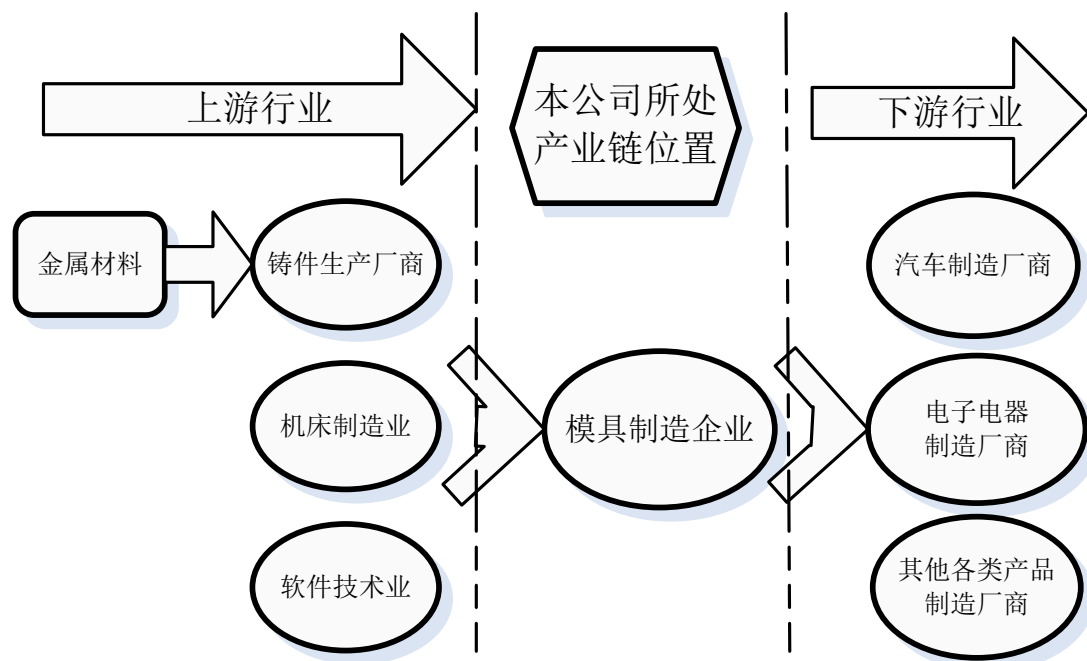 上游行业
本公司所处
产业链位置
下游行业
金属材料
铸件生产厂商
汽车制造厂商
机床制造业
模具制造企业
电子电器
制造厂商
软件技术业
其他各类产品
制造厂商